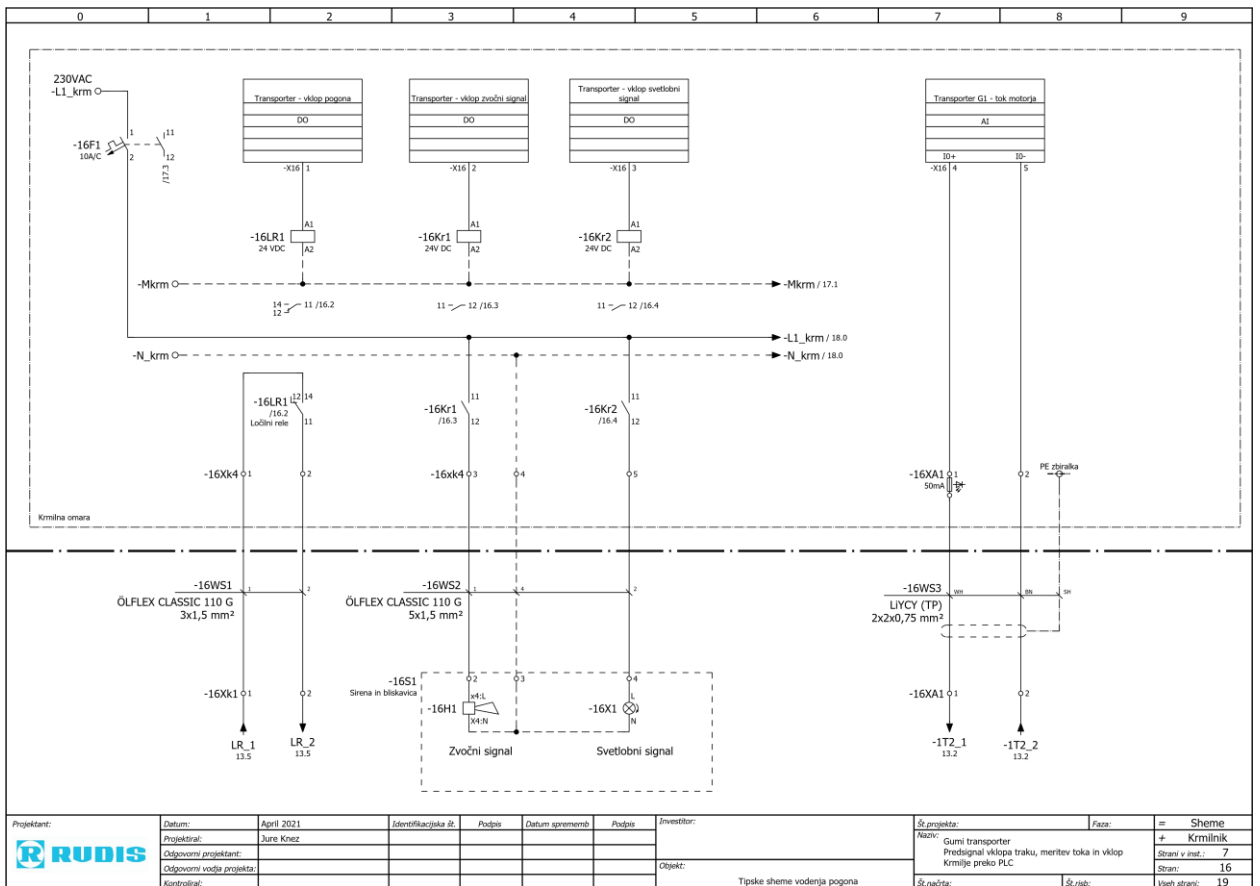 0 1 2 3 4 5 6 7 8 9
230VAC
-L1_krm
-16F1
10A/C
1
2
11
12
/17.3
Transporter - vklop pogona
DO
-X16 1
Transporter - vklop zvočni signal
DO
-X16 2
Transporter - vklop svetlobni
signal
DO
-X16 3
Transporter G1 - tok motorja
AI
I0+ I0-
-X16 4 5
-16LR1
24 VDC
A1
A2
-16Kr1
24V DC
A1
A2
-16Kr2
24V DC
A1
A2
-Mkrm
-Mkrm / 17.1
14 11 /16.2
12
11 12 /16.3
11 12 /16.4
-L1_krm / 18.0
-N_krm
-N_krm / 18.0
-16LR1
/16.2
Ločilni rele
12 14
11
-16Kr1
/16.3
11
12
-16Kr2
/16.4
11
12
-16Xk4 1 2
-16xk4 3 4 5
-16XA1 1 2
50mA
PE zbiralka
Krmilna omara
-16WS1 1 2
ÖLFLEX CLASSIC 110 G
3x1,5 mm²
-16WS2 1 4 2
ÖLFLEX CLASSIC 110 G
5x1,5 mm²
-16WS3 WH BN SH
LiYCY (TP)
2x2x0,75 mm²
-16Xk1 1 2
LR_1
13.5
LR_2
13.5
-16S1
Sirena in bliskavica
2 3 4
-16H1
x4:L
X4:N
-16X1
L
N
Zvočni signal
Svetlobni signal
-16XA1 1 2
-1T2_1
13.2
-1T2_2
13.2
Projektant:
RUDIS
Datum: April 2021
Projektiral: Jure Knez
Odgovorni projektant:
Odgovorni vodja projekta:
Kontroliral:
Identifikacijska št. Podpis Datum sprememb Podpis
Investitor:
Objekt:
Tipske sheme vodenja pogona
Št.projekta: Faza:
Naziv:
Gumi transporter
Predsignal vklopa traku, meritev toka in vklop
Krmilje preko PLC
Št.načrta: Št.risb:
= Sheme
+ Krmilnik
Strani v inst.: 7
Stran: 16
Vseh strani: 19